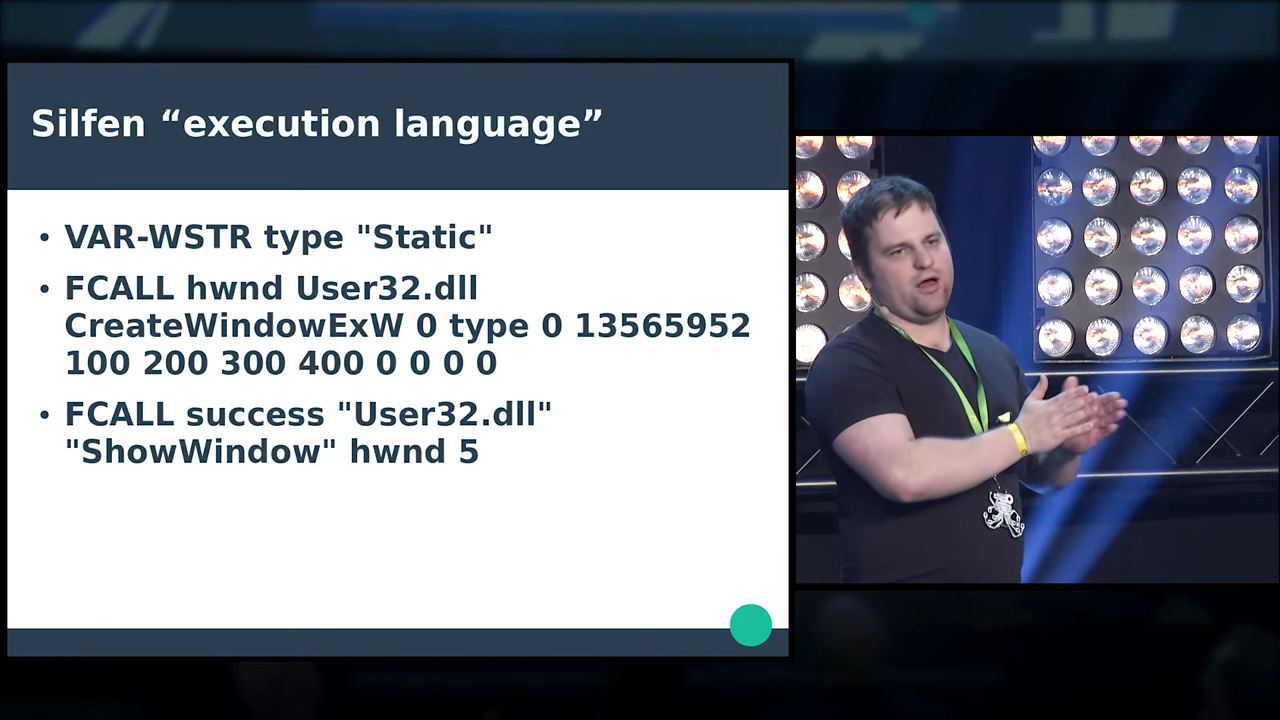 Silfen “execution language”
• VAR-WSTR type "Static"
• FCALL hwnd User32.dll
CreateWindowExW 0 type 0 13565952
100 200 300 400 0 0 0 0
• FCALL success "User32.dll"
"ShowWindow" hwnd 5